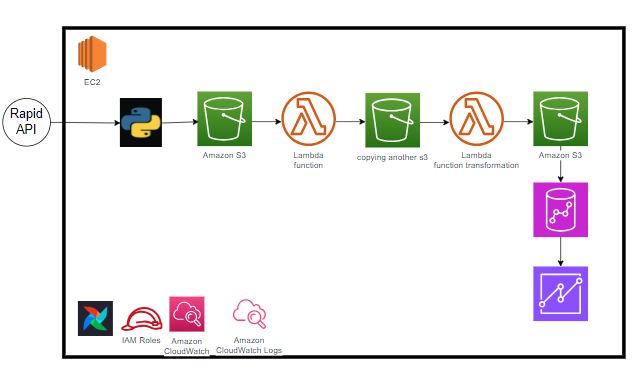 EC2
Rapid
API
Amazon S3
Lambda
function
copying another s3
Lambda
function transformation
Amazon S3
IAM Roles
Amazon
CloudWatch
Amazon
CloudWatch Logs